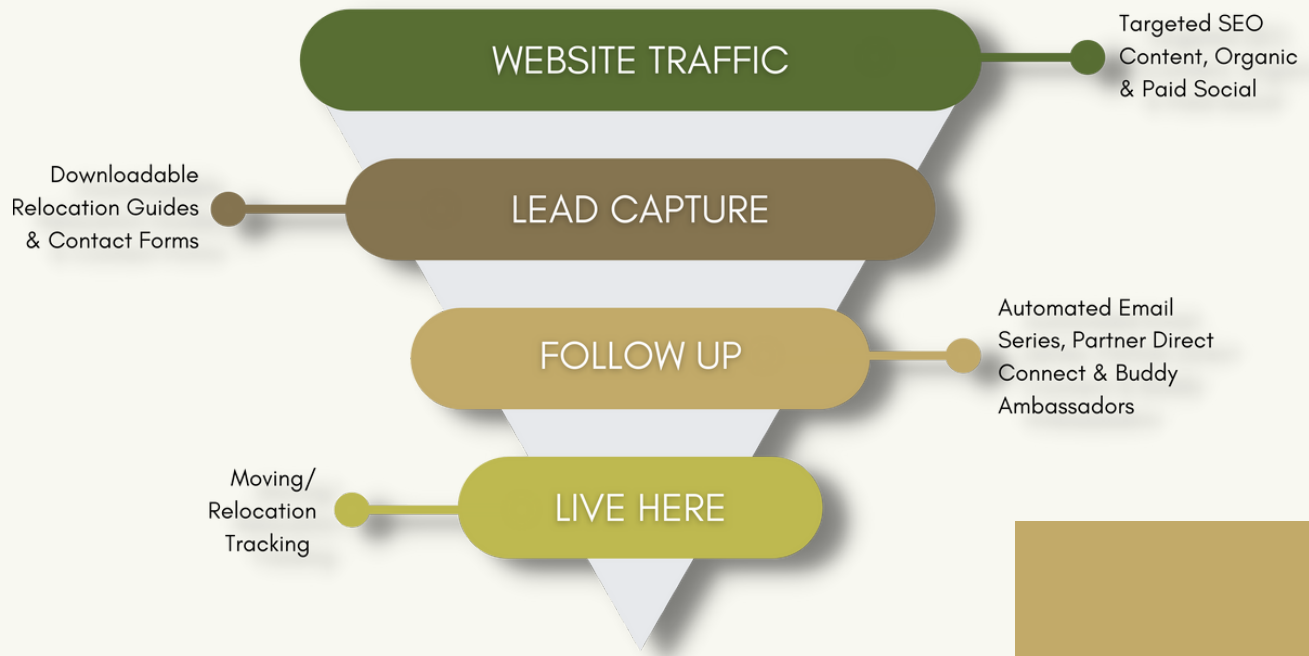 WEBSITE TRAFFIC
Targeted SEO
Content, Organic
& Paid Social
Downloadable
Relocation Guides
& Contact Forms
LEAD CAPTURE
FOLLOW UP
Automated Email
Series, Partner Direct
Connect & Buddy
Ambassadors
Moving/
Relocation
Tracking
LIVE HERE